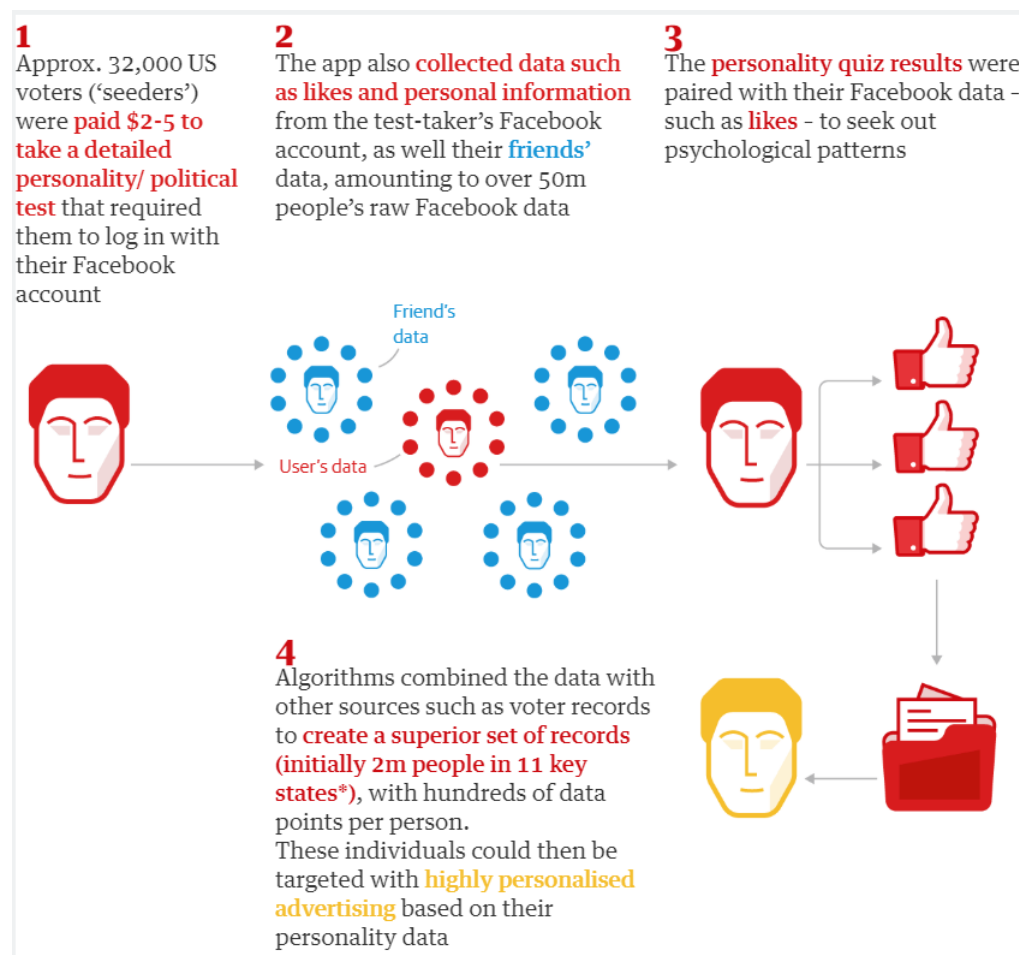 1
Approx. 32,000 US
voters (‘seeders’)
were paid $2-5 to
take a detailed
personality/ political
test that required
them to log in with
their Facebook
account
2
The app also collected data such
as likes and personal information
from the test-taker’s Facebook
account, as well their friends’
data, amounting to over 50m
people’s raw Facebook data
3
The personality quiz results were
paired with their Facebook data –
such as likes – to seek out
psychological patterns
Friend’s
data
User’s data
4
Algorithms combined the data with
other sources such as voter records
to create a superior set of records
(initially 2m people in 11 key
states*), with hundreds of data
points per person.
These individuals could then be
targeted with highly personalised
advertising based on their
personality data